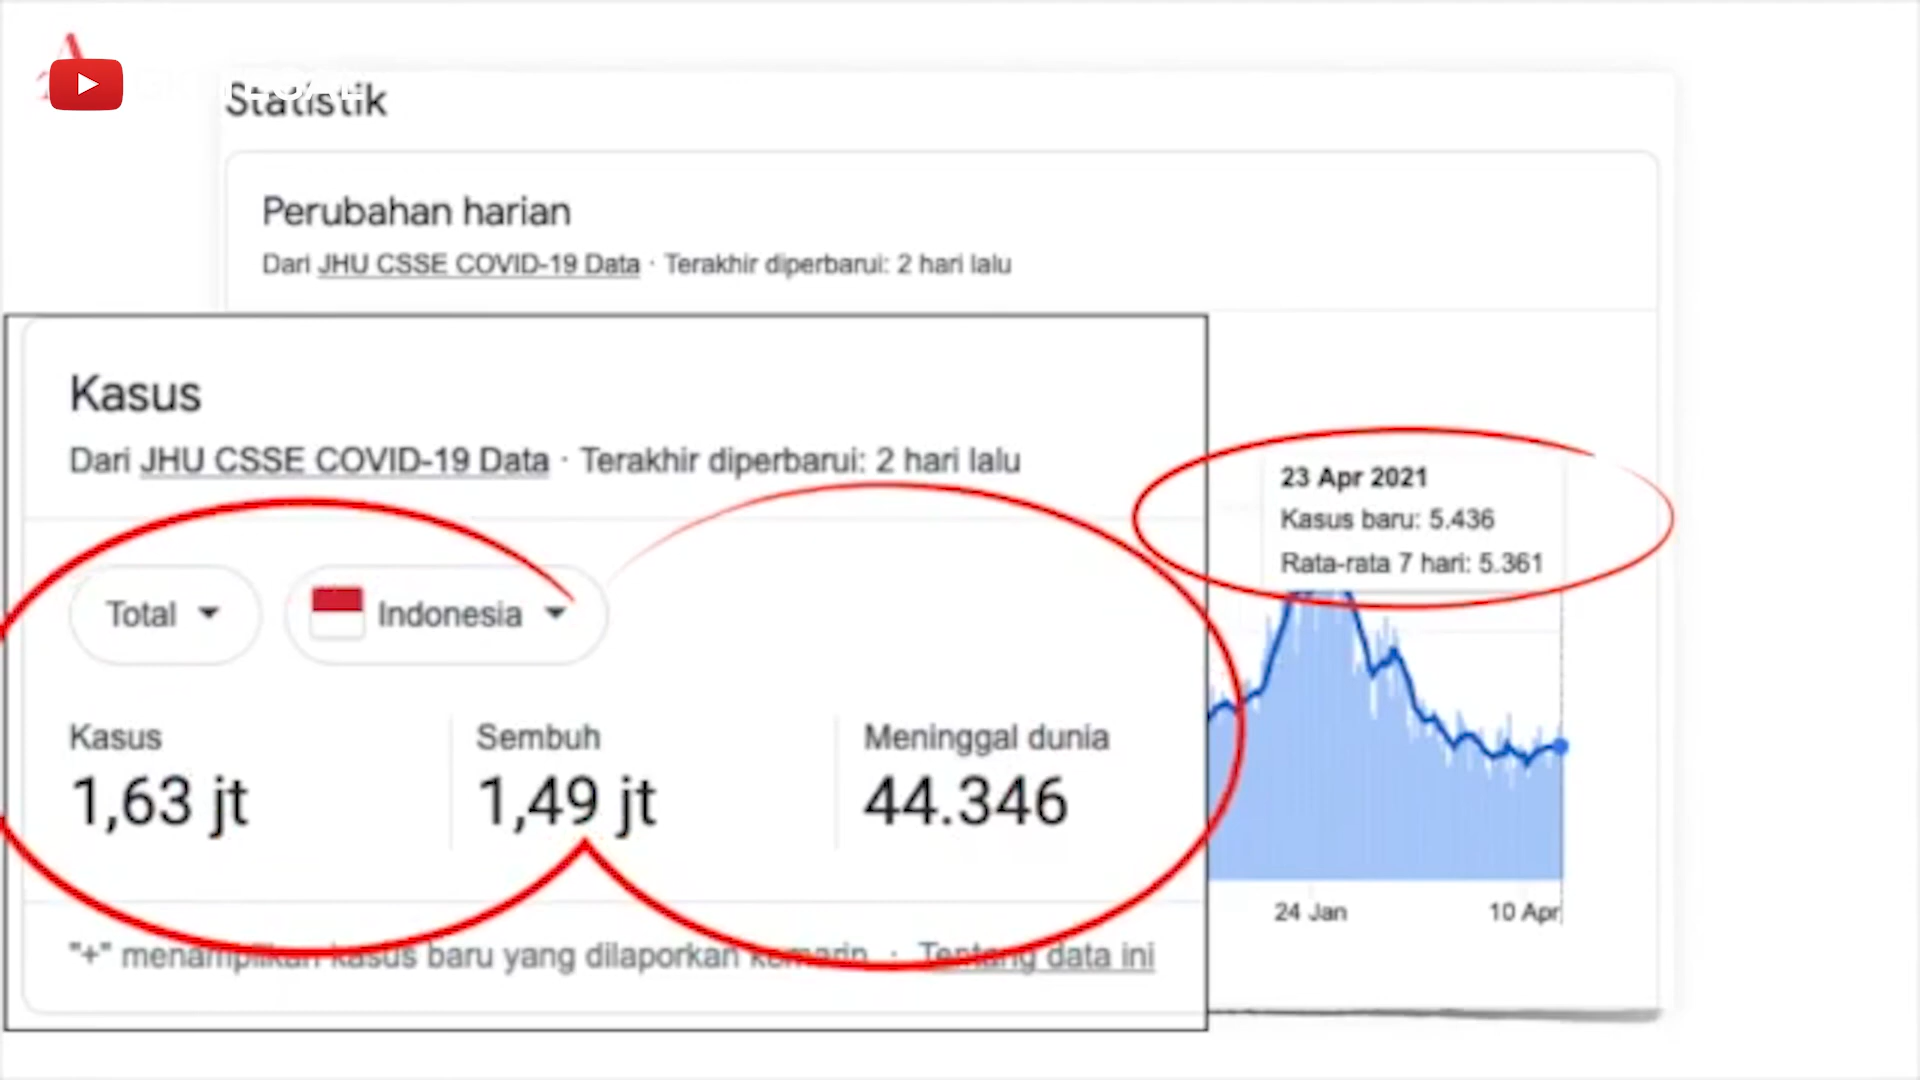 Statistik
Perubahan harian
Dari JHU CSSE COVID-19 Data · Terakhir diperbarui: 2 hari lalu
Kasus
Dari JHU CSSE COVID-19 Data · Terakhir diperbarui: 2 hari lalu
Total
Indonesia
Kasus
1,63 jt
Sembuh
1,49 jt
Meninggal dunia
44.346
"+" menampilkan kasus baru yang dilaporkan kemarin · Tentang data ini
23 Apr 2021
Kasus baru: 5.436
Rata-rata 7 hari: 5.361
24 Jan
10 Apr